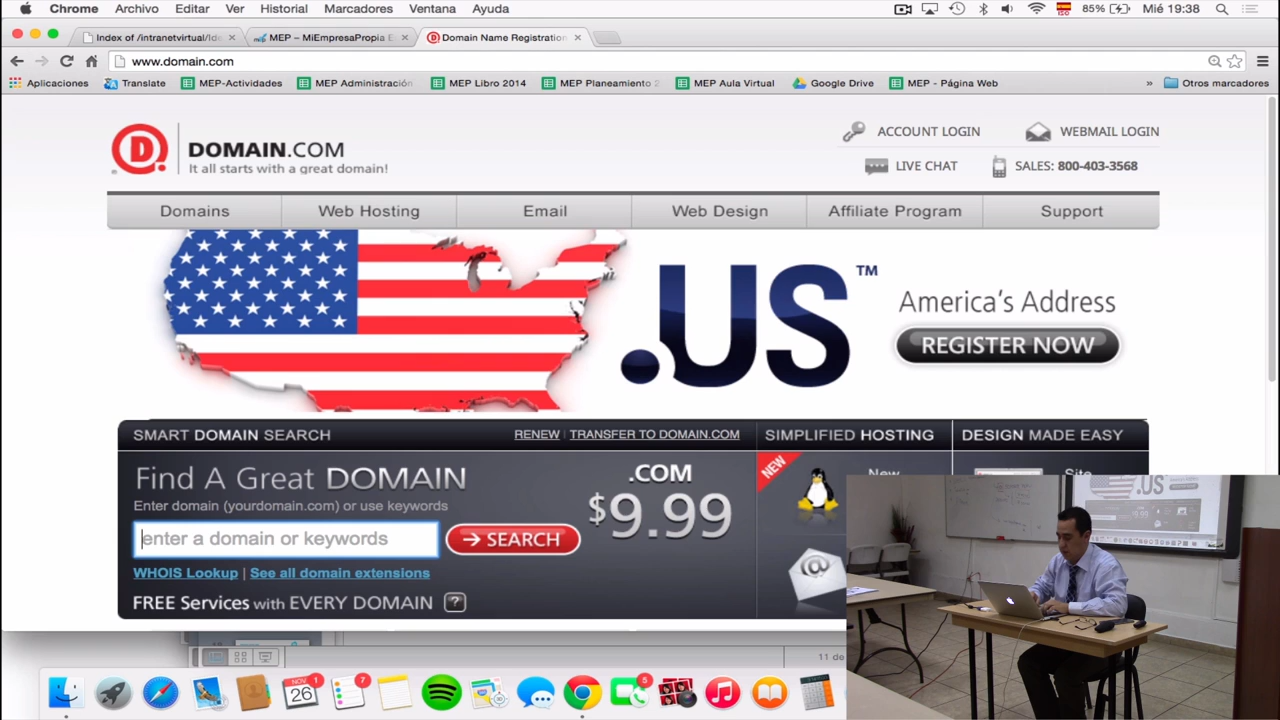 Chrome Archivo Editar Ver Historial Marcadores Ventana Ayuda 85% Mié 19:38
Index of /intranetvirtual/Ide MEP – MiEmpresaPropia E Domain Name Registration
www.domain.com
Aplicaciones Translate MEP-Actividades MEP Administración MEP Libro 2014 MEP Planeamiento 2 MEP Aula Virtual Google Drive MEP - Página Web » Otros marcadores
ACCOUNT LOGIN WEBMAIL LOGIN
DOMAIN.COM
It all starts with a great domain!
LIVE CHAT SALES: 800-403-3568
Domains Web Hosting Email Web Design Affiliate Program Support
.US™
America's Address
REGISTER NOW
SMART DOMAIN SEARCH RENEW | TRANSFER TO DOMAIN.COM SIMPLIFIED HOSTING DESIGN MADE EASY
Find A Great DOMAIN
Enter domain (yourdomain.com) or use keywords
enter a domain or keywords
SEARCH
.COM
$9.99
NEW
New
Site
WHOIS Lookup | See all domain extensions
FREE Services with EVERY DOMAIN ?
11 de
NOV 1
26
7
5